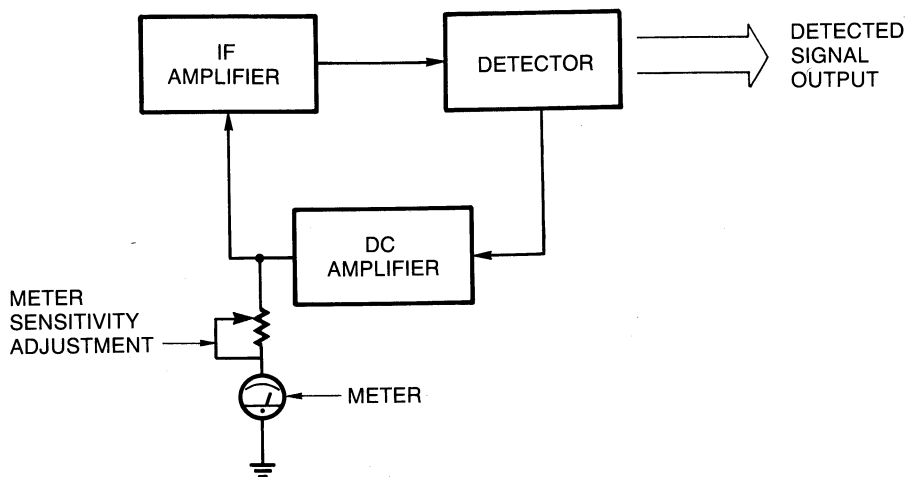 IF
AMPLIFIER
DETECTOR
DETECTED
SIGNAL
OUTPUT
DC
AMPLIFIER
METER
SENSITIVITY
ADJUSTMENT
METER